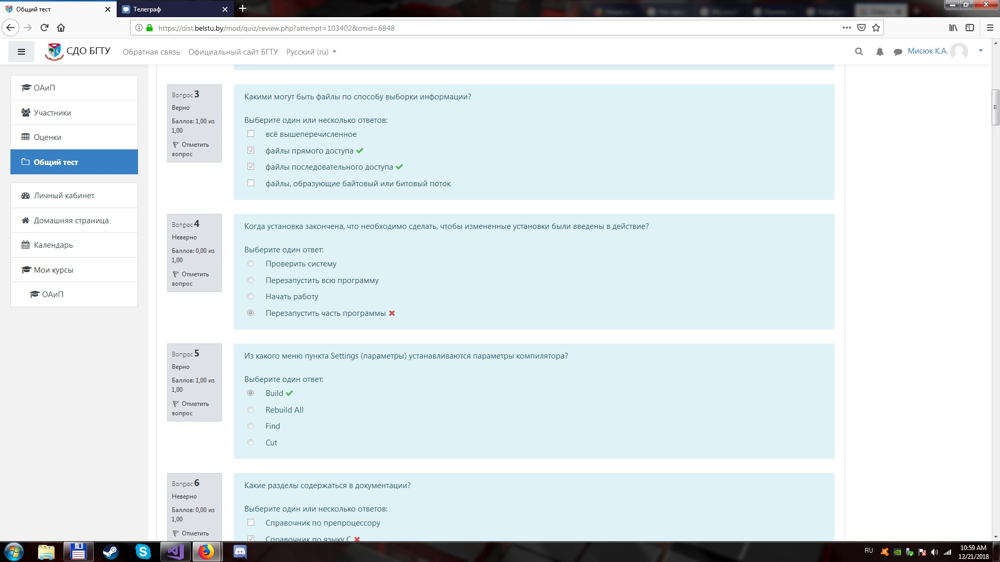 Общий тест
Телеграф
https://dist.belstu.by/mod/quiz/review.php?attempt=103402&cmid=6848
СДО БГТУ
Обратная связь
Официальный сайт БГТУ
Русский (ru)
Мисюк К.А.
ОАиП
Участники
Оценки
Общий тест
Личный кабинет
Домашняя страница
Календарь
Мои курсы
ОАиП
Вопрос 3
Верно
Баллов: 1,00 из
1,00
Отметить
вопрос
Какими могут быть файлы по способу выборки информации?
Выберите один или несколько ответов:
всё вышеперечисленное
файлы прямого доступа
файлы последовательного доступа
файлы, образующие байтовый или битовый поток
Вопрос 4
Неверно
Баллов: 0,00 из
1,00
Отметить
вопрос
Когда установка закончена, что необходимо сделать, чтобы измененные установки были введены в действие?
Выберите один ответ:
Проверить систему
Перезапустить всю программу
Начать работу
Перезапустить часть программы
Вопрос 5
Верно
Баллов: 1,00 из
1,00
Отметить
вопрос
Из какого меню пункта Settings (параметры) устанавливаются параметры компилятора?
Выберите один ответ:
Build
Rebuild All
Find
Cut
Вопрос 6
Неверно
Баллов: 0,00 из
1,00
Отметить
Какие разделы содержаться в документации?
Выберите один или несколько ответов:
Справочник по препроцессору
Справочник по языку С
RU
10:59 AM
12/21/2018